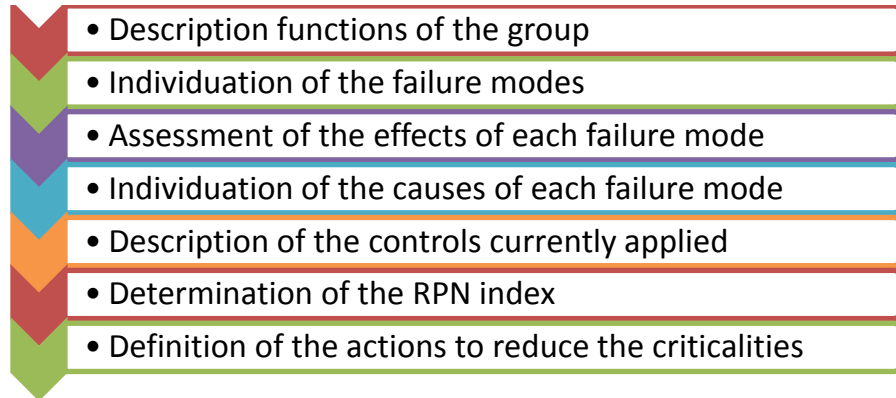 • Description functions of the group
• Individuation of the failure modes
• Assessment of the effects of each failure mode
• Individuation of the causes of each failure mode
• Description of the controls currently applied
• Determination of the RPN index
• Definition of the actions to reduce the criticalities